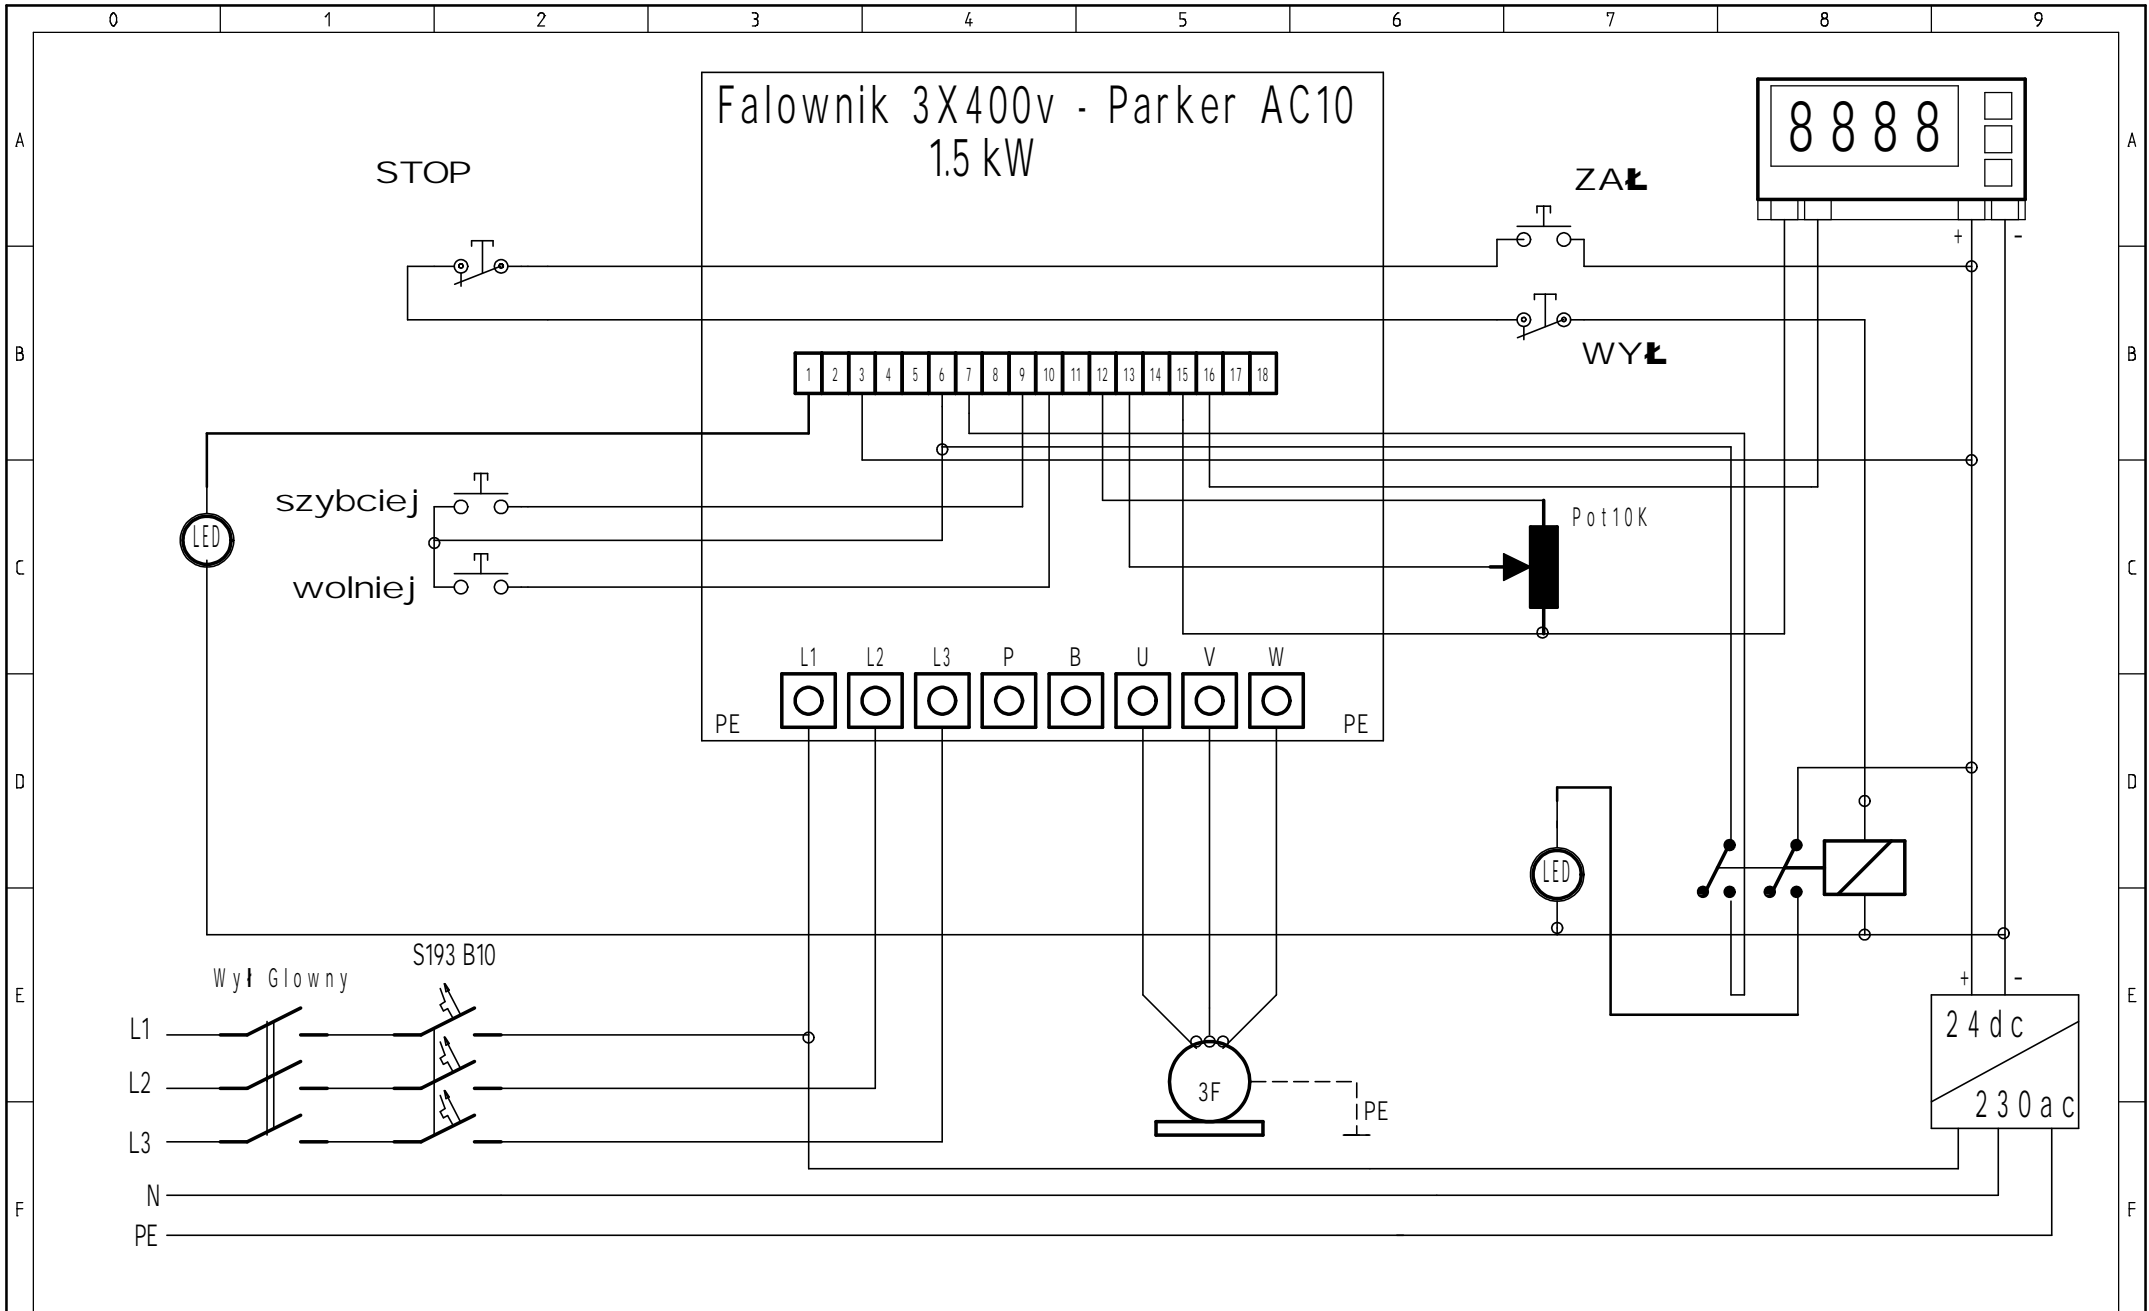 0 1 2 3 4 5 6 7 8 9
Falownik 3X400v - Parker AC10
1.5 kW
8888
A A
STOP
ZAŁ
+ -
B B
WYŁ
1 2 3 4 5 6 7 8 9 10 11 12 13 14 15 16 17 18
szybciej
Pot10K
LED
C C
wolniej
L1 L2 L3 P B U V W
PE PE
D D
LED
S193 B10
Wył Glowny
+ -
E E
L1
24dc
L2
3F
230ac
PE
L3
N
F F
PE